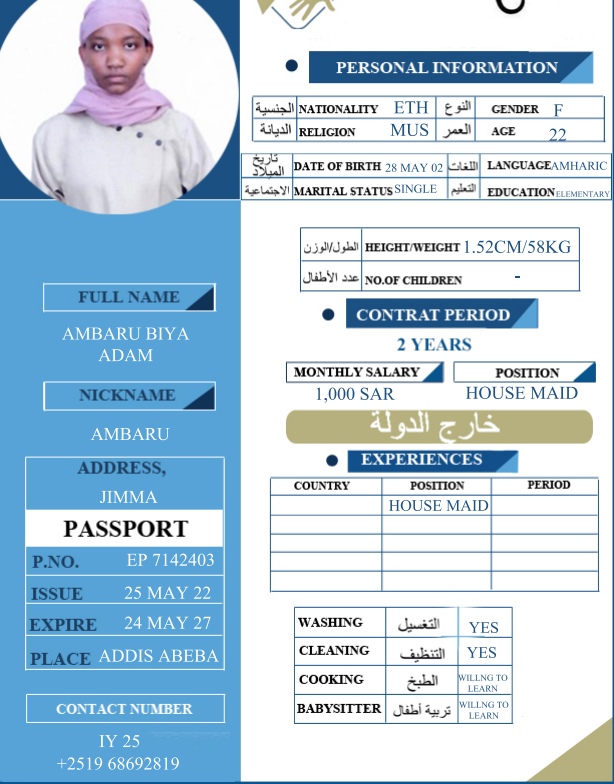 PERSONAL INFORMATION
الجنسية NATIONALITY ETH النوع GENDER F
الديانة RELIGION MUS العمر AGE 22
تاريخ الميلاد DATE OF BIRTH 28 MAY 02 اللغات LANGUAGE AMHARIC
الاجتماعية MARITAL STATUS SINGLE التعليم EDUCATION ELEMENTARY
الطول/الوزن HEIGHT/WEIGHT 1.52CM/58KG
عدد الأطفال NO.OF CHILDREN -
FULL NAME
AMBARU BIYA
ADAM
NICKNAME
AMBARU
ADDRESS,
JIMMA
PASSPORT
P.NO. EP 7142403
ISSUE 25 MAY 22
EXPIRE 24 MAY 27
PLACE ADDIS ABEBA
CONTACT NUMBER
IY 25
+2519 68692819
CONTRAT PERIOD
2 YEARS
MONTHLY SALARY POSITION
1,000 SAR HOUSE MAID
خارج الدولة
EXPERIENCES
COUNTRY POSITION PERIOD
HOUSE MAID
WASHING التغسيل YES
CLEANING التنظيف YES
COOKING الطبخ WILLNG TO LEARN
BABYSITTER تربية أطفال WILLNG TO LEARN